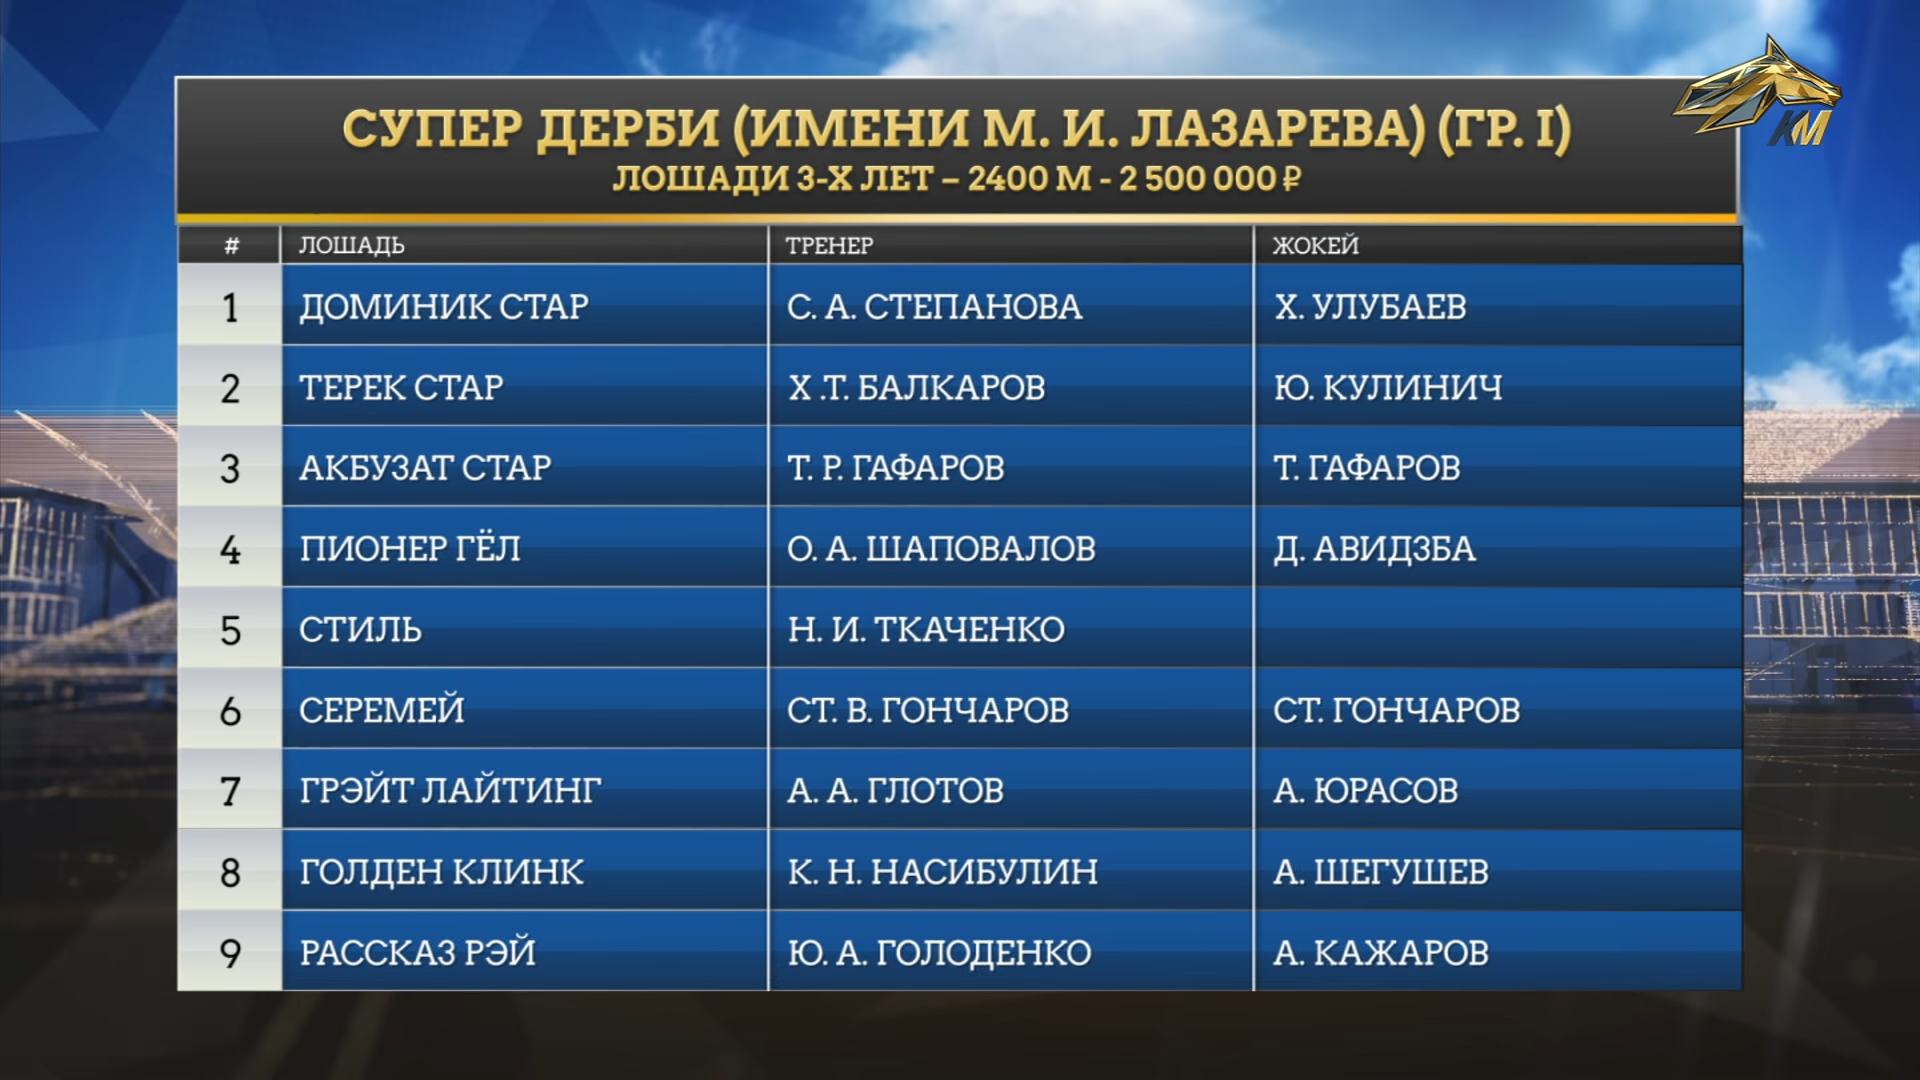 СУПЕР ДЕРБИ (ИМЕНИ М. И. ЛАЗАРЕВА) (ГР. I)
ЛОШАДИ 3-Х ЛЕТ – 2400 М - 2 500 000 ₽
КМ
# ЛОШАДЬ ТРЕНЕР ЖОКЕЙ
1 ДОМИНИК СТАР С. А. СТЕПАНОВА Х. УЛУБАЕВ
2 ТЕРЕК СТАР Х .Т. БАЛКАРОВ Ю. КУЛИНИЧ
3 АКБУЗАТ СТАР Т. Р. ГАФАРОВ Т. ГАФАРОВ
4 ПИОНЕР ГЁЛ О. А. ШАПОВАЛОВ Д. АВИДЗБА
5 СТИЛЬ Н. И. ТКАЧЕНКО
6 СЕРЕМЕЙ СТ. В. ГОНЧАРОВ СТ. ГОНЧАРОВ
7 ГРЭЙТ ЛАЙТИНГ А. А. ГЛОТОВ А. ЮРАСОВ
8 ГОЛДЕН КЛИНК К. Н. НАСИБУЛИН А. ШЕГУШЕВ
9 РАССКАЗ РЭЙ Ю. А. ГОЛОДЕНКО А. КАЖАРОВ